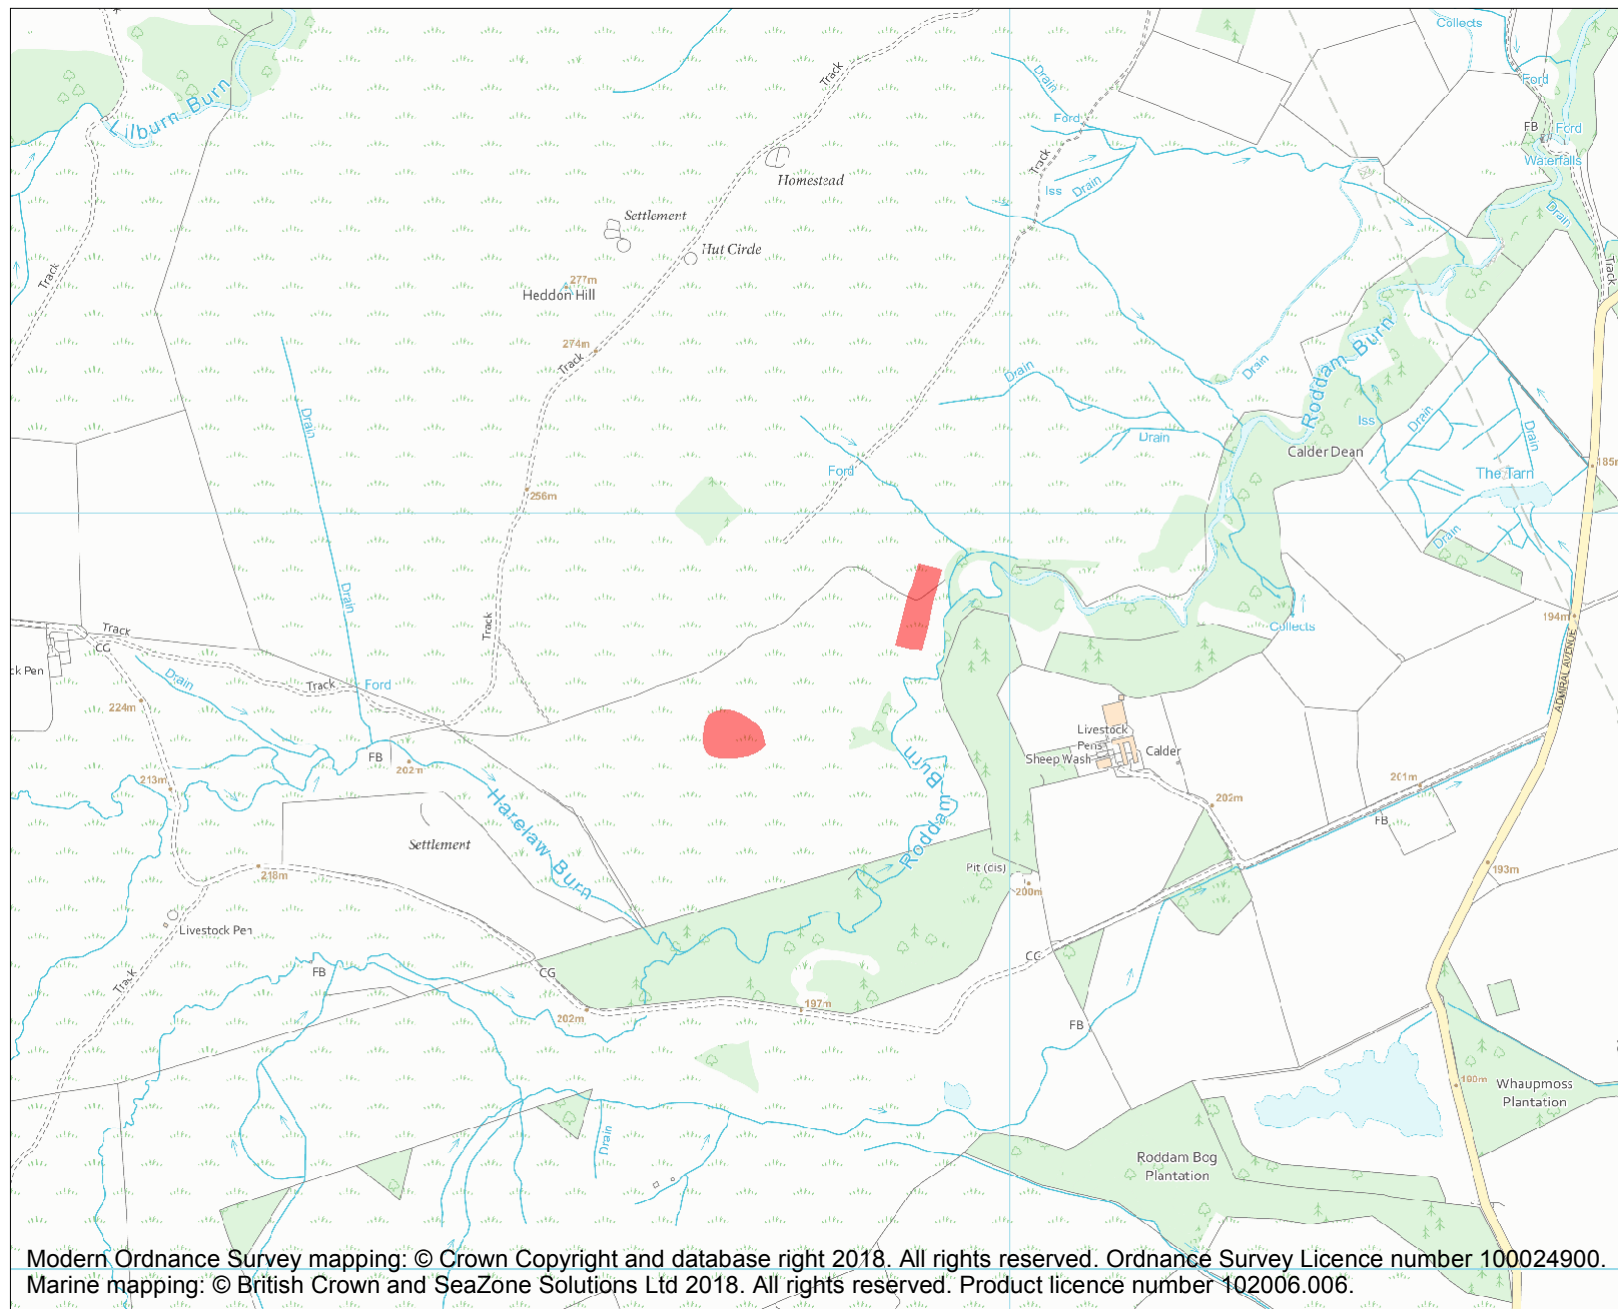 Collects
Track
Drain
Ford
Lilburn Burn
Ford
FB
Ford
Waterfalls
Track
Homestead
Iss
Drain
Drain
Settlement
Hut Circle
Track
Track
277m
Heddon Hill
274m
Track
Roddam Burn
Drain
Drain
Drain
Drain
Iss
Drain
Drain
Calder Dean
Ford
The Tarn
185m
256m
Drain
Drain
Track
Track
CG
ck Pen
Collects
194m
ADMIRAL AVENUE
Drain
Track
Ford
224m
Livestock
Pens
Calder
Sheep Wash
FB
202m
213m
Roddam Burn
201m
202m
FB
Harelaw Burn
Settlement
218m
Pit (dis)
200m
193m
Livestock Pen
Track
FB
CG
CG
197m
202m
FB
190m
Whaupmoss
Plantation
Drain
Roddam Bog
Plantation
Modern Ordnance Survey mapping: © Crown Copyright and database right 2018. All rights reserved. Ordnance Survey Licence number 100024900.
Marine mapping: © British Crown and SeaZone Solutions Ltd 2018. All rights reserved. Product licence number 102006.006.